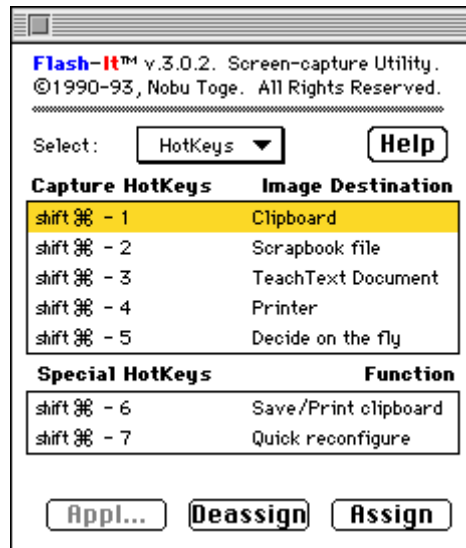 Flash-It™ v.3.0.2. Screen-capture Utility.
©1990-93, Nobu Toge. All Rights Reserved.
Select: HotKeys ▼ Help
Capture HotKeys Image Destination
shift ⌘ - 1 Clipboard
shift ⌘ - 2 Scrapbook file
shift ⌘ - 3 TeachText Document
shift ⌘ - 4 Printer
shift ⌘ - 5 Decide on the fly
Special HotKeys Function
shift ⌘ - 6 Save/Print clipboard
shift ⌘ - 7 Quick reconfigure
Appl... Deassign Assign